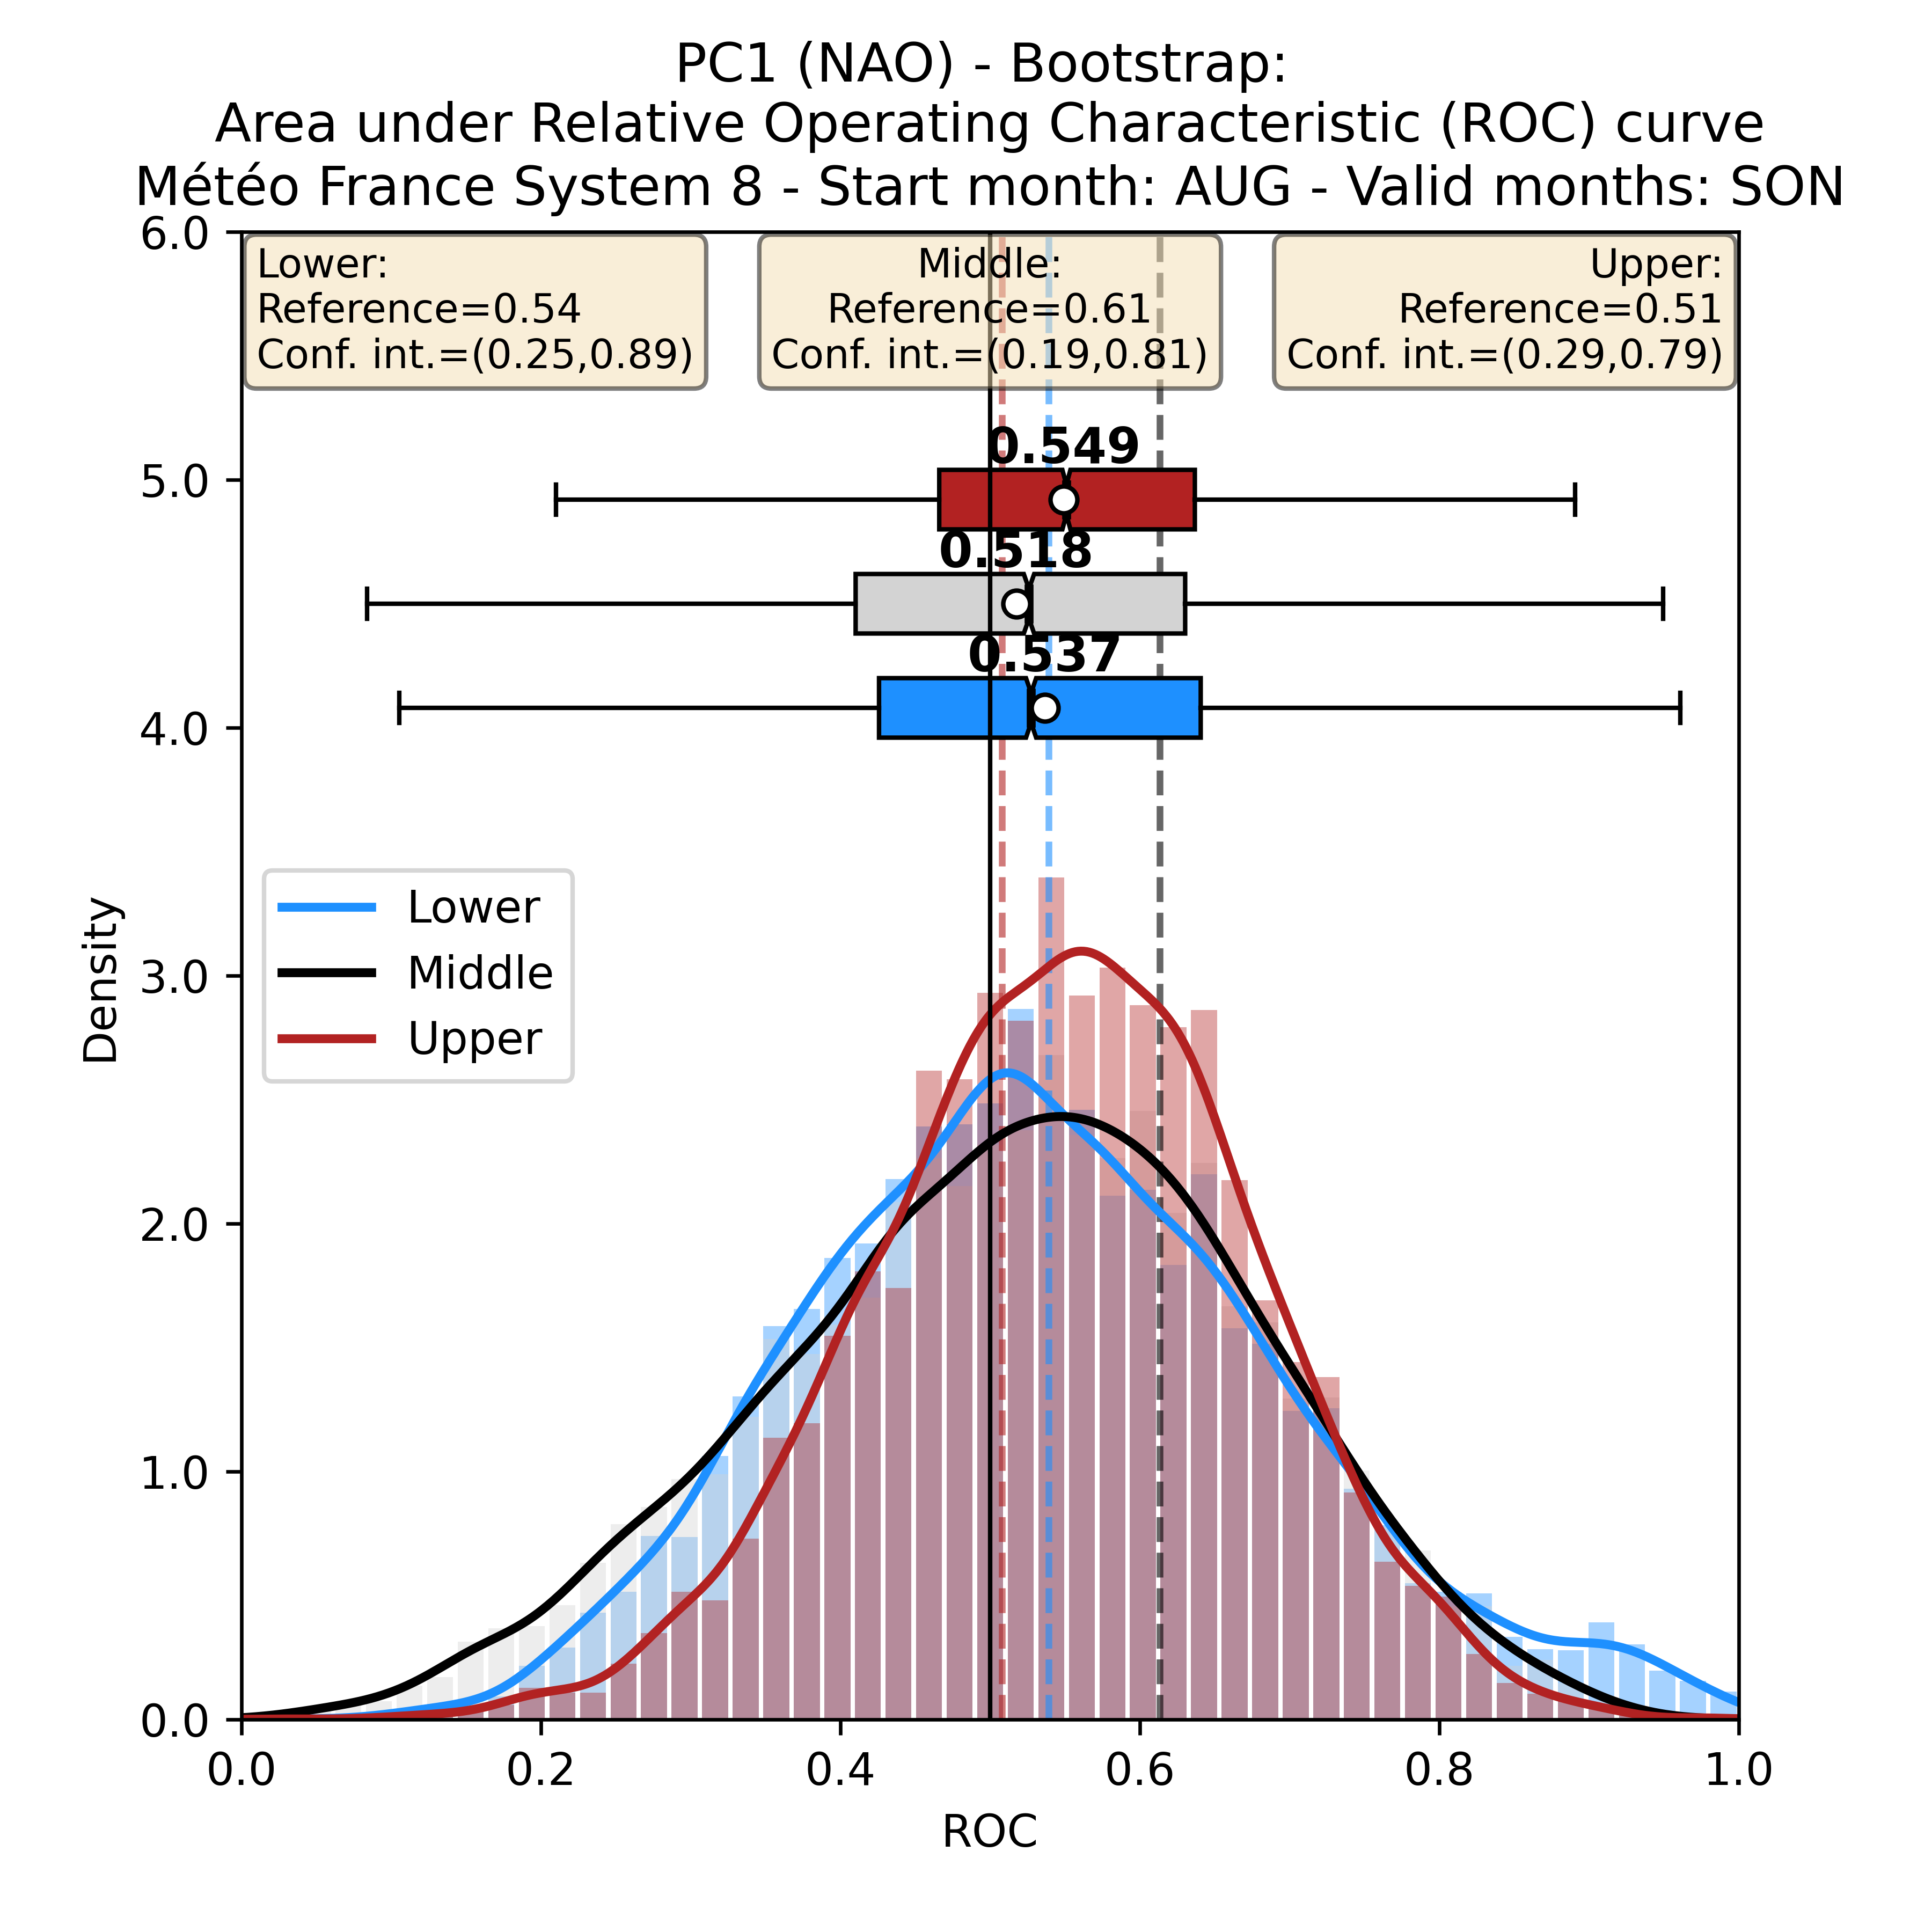 PC1 (NAO) - Bootstrap:
Area under Relative Operating Characteristic (ROC) curve
Météo France System 8 - Start month: AUG - Valid months: SON
Lower:
Reference=0.54
Conf. int.=(0.25,0.89)
Middle:
Reference=0.61
Conf. int.=(0.19,0.81)
Upper:
Reference=0.51
Conf. int.=(0.29,0.79)
0.549
0.518
0.537
Lower
Middle
Upper
Density
6.0
5.0
4.0
3.0
2.0
1.0
0.0
0.0
0.2
0.4
0.6
0.8
1.0
ROC